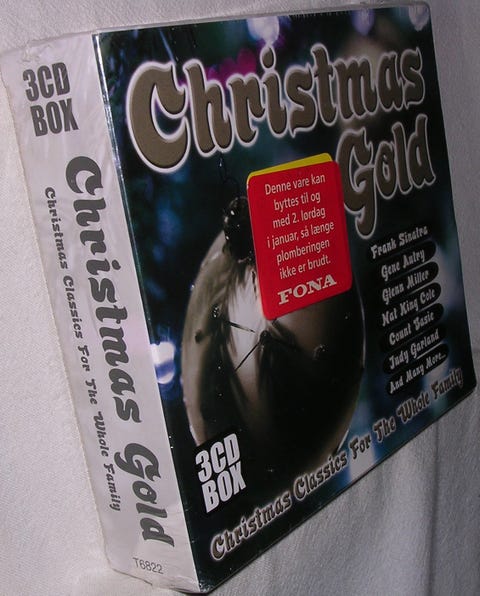 3CD
BOX
Christmas Gold
Christmas Classics For The Whole Family
T6822
Christmas
Gold
Denne vare kan
byttes til og
med 2. lørdag
i januar, så længe
plomberingen
ikke er brudt.
FONA
Frank Sinatra
Gene Autry
Glenn Miller
Nat King Cole
Count Basie
Judy Garland
And Many More...
3CD
BOX
Christmas Classics For The Whole Family